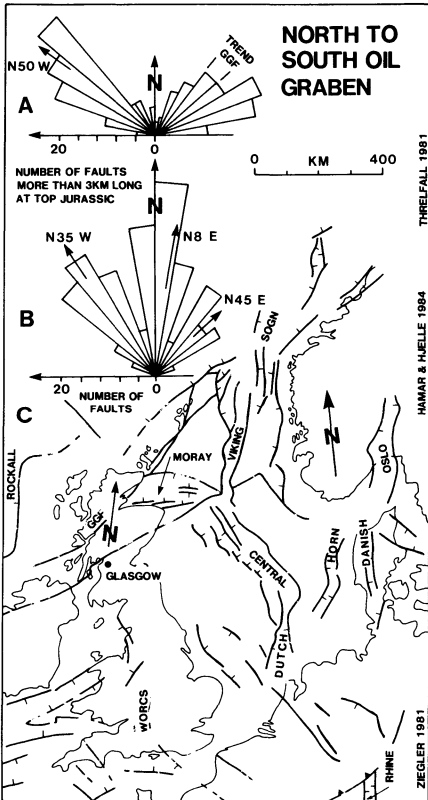 NORTH TO
SOUTH OIL
GRABEN
TREND
GGF
N50 W
N
A
20
0
0
KM
400
NUMBER OF FAULTS
MORE THAN 3KM LONG
AT TOP JURASSIC
THRELFALL 1981
N
N35 W
N8 E
N45 E
B
20
0
NUMBER OF
FAULTS
SOGN
HAMAR & HJELLE 1984
C
ROCKALL
MORAY
VIKING
N
OSLO
GGF
N
GLASGOW
CENTRAL
HORN
DANISH
DUTCH
WORCS
RHINE
ZIEGLER 1981